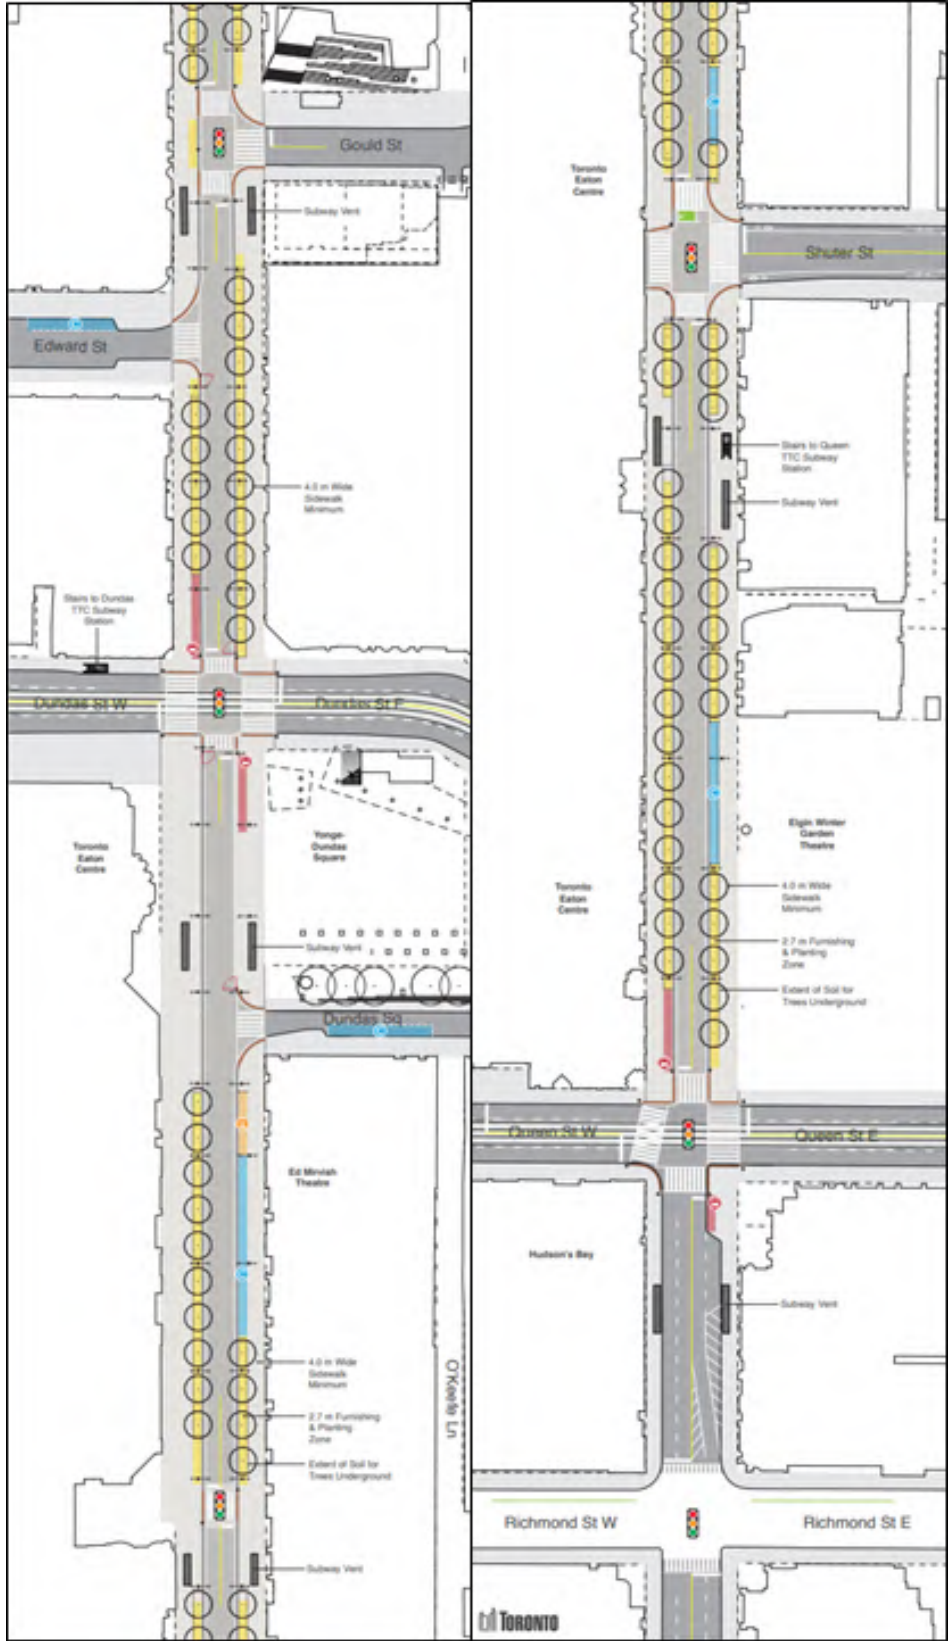 Gould St
Subway Vent
Edward St
4.0 m Wide
Sidewalk
Minimum
Stairs to Dundas
TTC Subway
Station
Dundas St W
Dundas St E
Toronto
Eaton
Centre
Yonge-
Dundas
Square
Subway Vent
Dundas Sq
Ed Mirvish
Theatre
4.0 m Wide
Sidewalk
Minimum
2.7 m Furnishing
& Planting
Zone
Extent of Soil for
Trees Underground
O'Keefe Ln
Subway Vent
Toronto
Eaton
Centre
Shuter St
Stairs to Queen
TTC Subway
Station
Subway Vent
Elgin Winter
Garden
Theatre
Toronto
Eaton
Centre
4.0 m Wide
Sidewalk
Minimum
2.7 m Furnishing
& Planting
Zone
Extent of Soil for
Trees Underground
Queen St W
Queen St E
Hudson's Bay
Subway Vent
Richmond St W
Richmond St E
TORONTO